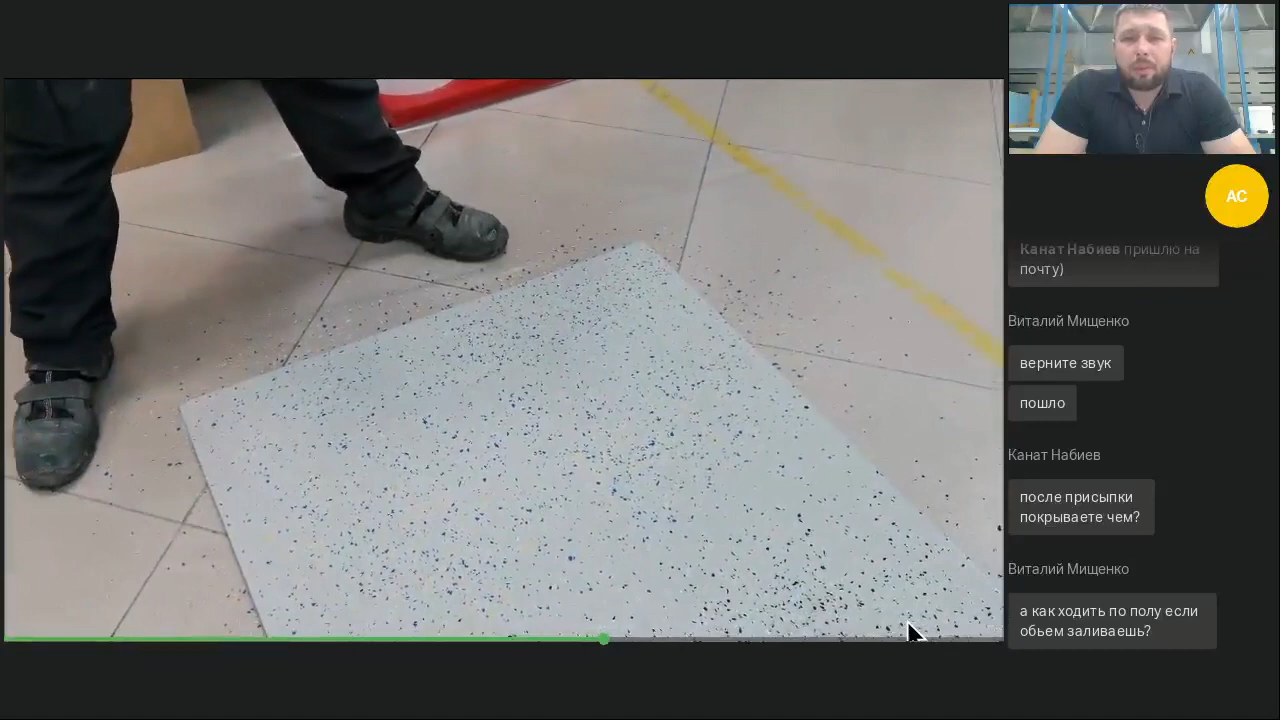 АС
Канат Набиев пришлю на
почту)
Виталий Мищенко
верните звук
пошло
Канат Набиев
после присыпки
покрываете чем?
Виталий Мищенко
а как ходить по полу если
обьем заливаешь?